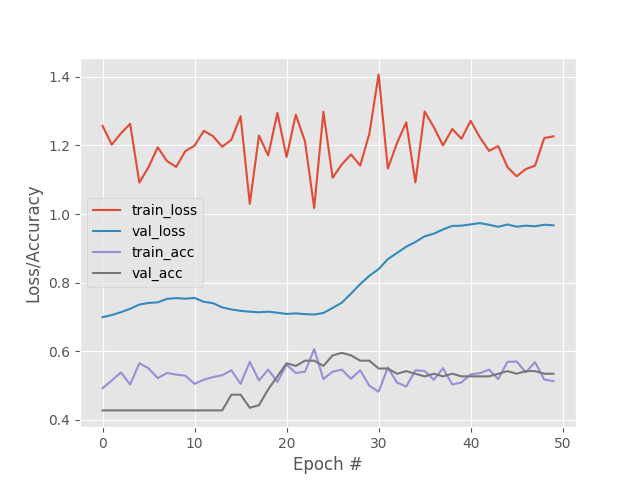 1.4
1.2
1.0
0.8
0.6
0.4
Loss/Accuracy
train_loss
val_loss
train_acc
val_acc
0 10 20 30 40 50
Epoch #